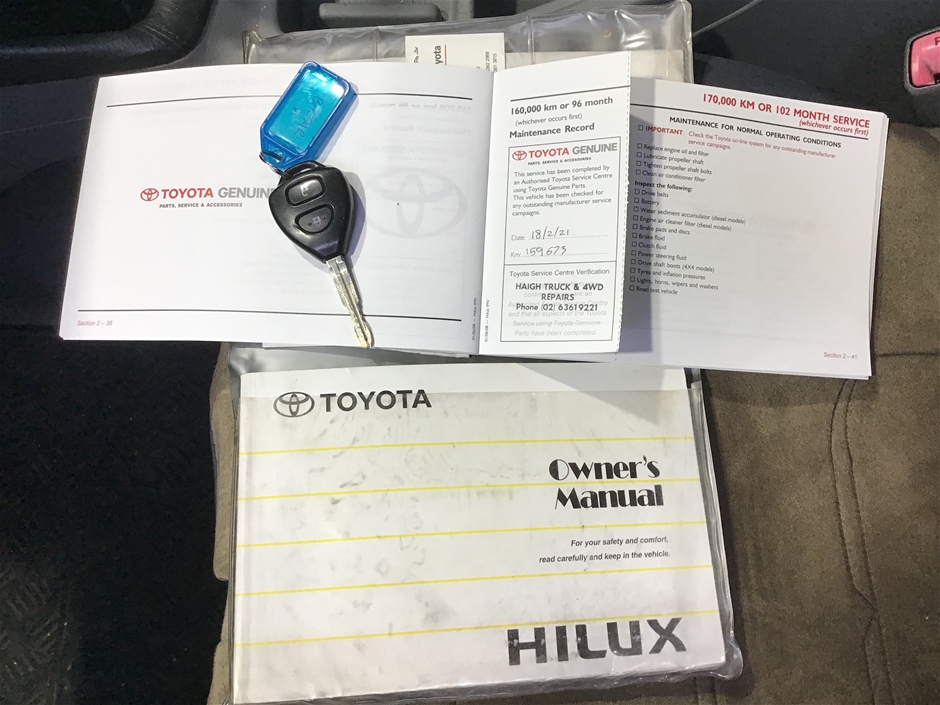 Toyota
TOYOTA GENUINE
PARTS, SERVICE & ACCESSORIES
Section 2 – 38
160,000 km or 96 month
(whichever occurs first)
Maintenance Record
TOYOTA GENUINE
PARTS, SERVICE & ACCESSORIES
This service has been completed by
an Authorised Toyota Service Centre
using Toyota Genuine Parts.
This vehicle has been checked for
any outstanding manufacturer service
campaigns.
Date: 18/2/21
Km: 159673
Toyota Service Centre Verification
HAIGH TRUCK & 4WD
REPAIRS
Phone (02) 63619221
and that all aspects of the Toyota
Service using Toyota Genuine
Parts have been completed.
170,000 KM OR 102 MONTH SERVICE
(whichever occurs first)
MAINTENANCE FOR NORMAL OPERATING CONDITIONS
IMPORTANT: Check the Toyota on-line system for any outstanding manufacturer
service campaigns.
Replace engine oil and filter
Lubricate propeller shaft
Tighten propeller shaft bolts
Clean air conditioner filter
Inspect the following:
Drive belts
Battery
Water sediment accumulator (diesel models)
Engine air cleaner filter (diesel models)
Brake pads and discs
Brake fluid
Clutch fluid
Power steering fluid
Drive shaft boots (4X4 models)
Tyres and inflation pressures
Lights, horns, wipers and washers
Road test vehicle
Section 2 – 41
TOYOTA
Owner's
Manual
For your safety and comfort,
read carefully and keep in the vehicle.
HILUX